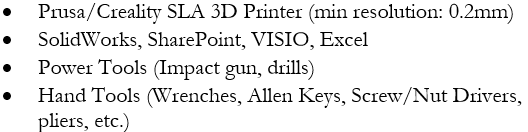 • Prusa/Creality SLA 3D Printer (min resolution: 0.2mm)
• SolidWorks, SharePoint, VISIO, Excel
• Power Tools (Impact gun, drills)
• Hand Tools (Wrenches, Allen Keys, Screw/Nut Drivers,
pliers, etc.)